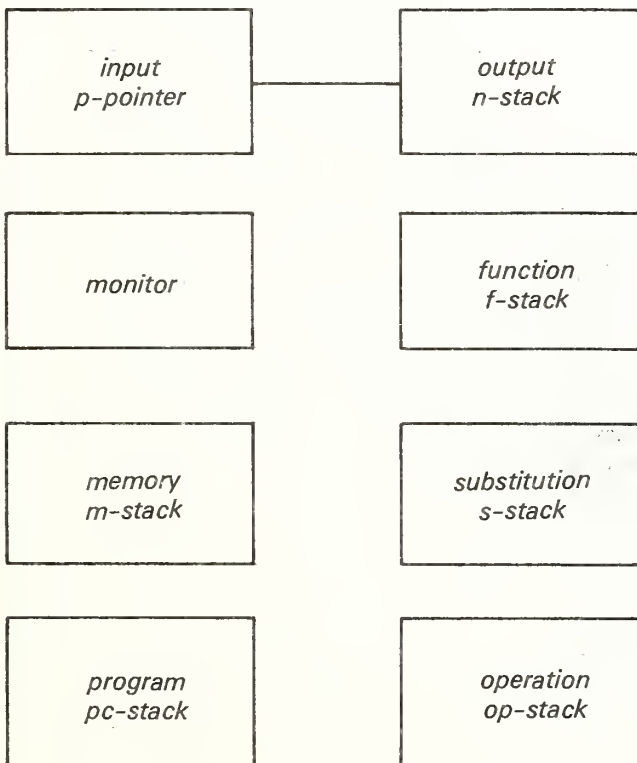 input
p-pointer
output
n-stack
monitor
function
f-stack
memory
m-stack
substitution
s-stack
program
pc-stack
operation
op-stack